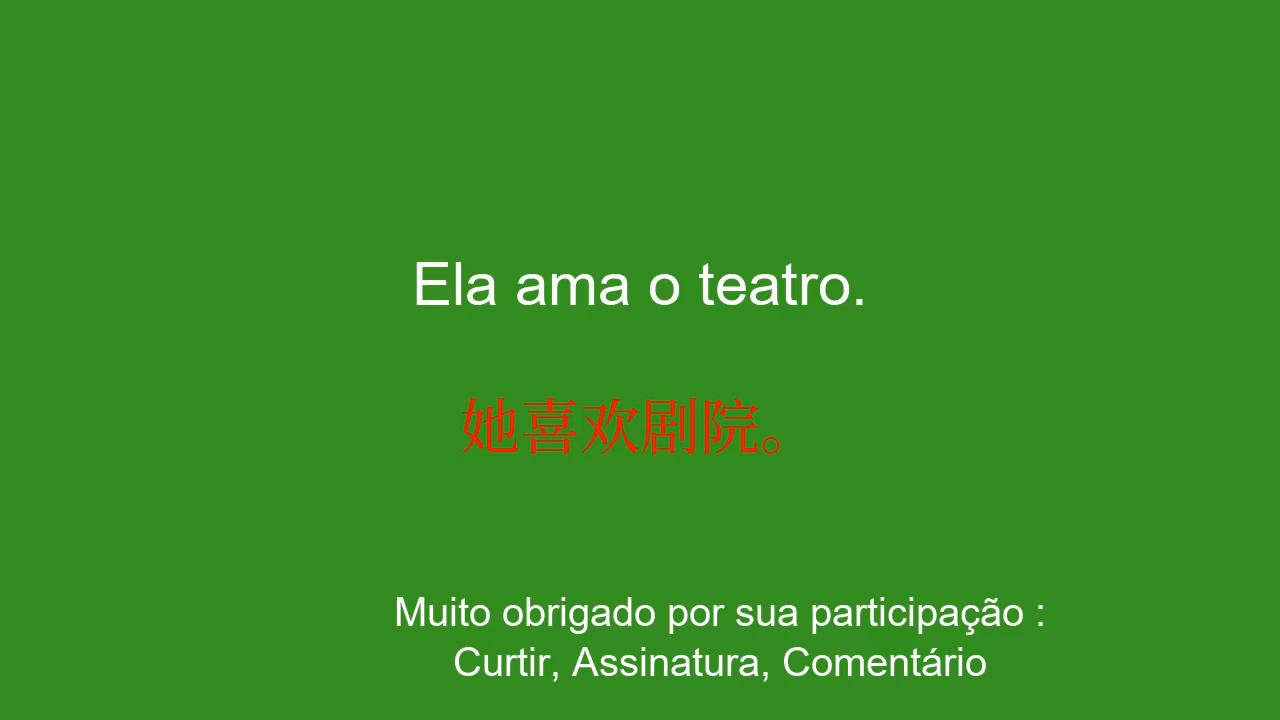 Ela ama o teatro.
她喜欢剧院。
Muito obrigado por sua participação :
Curtir, Assinatura, Comentário